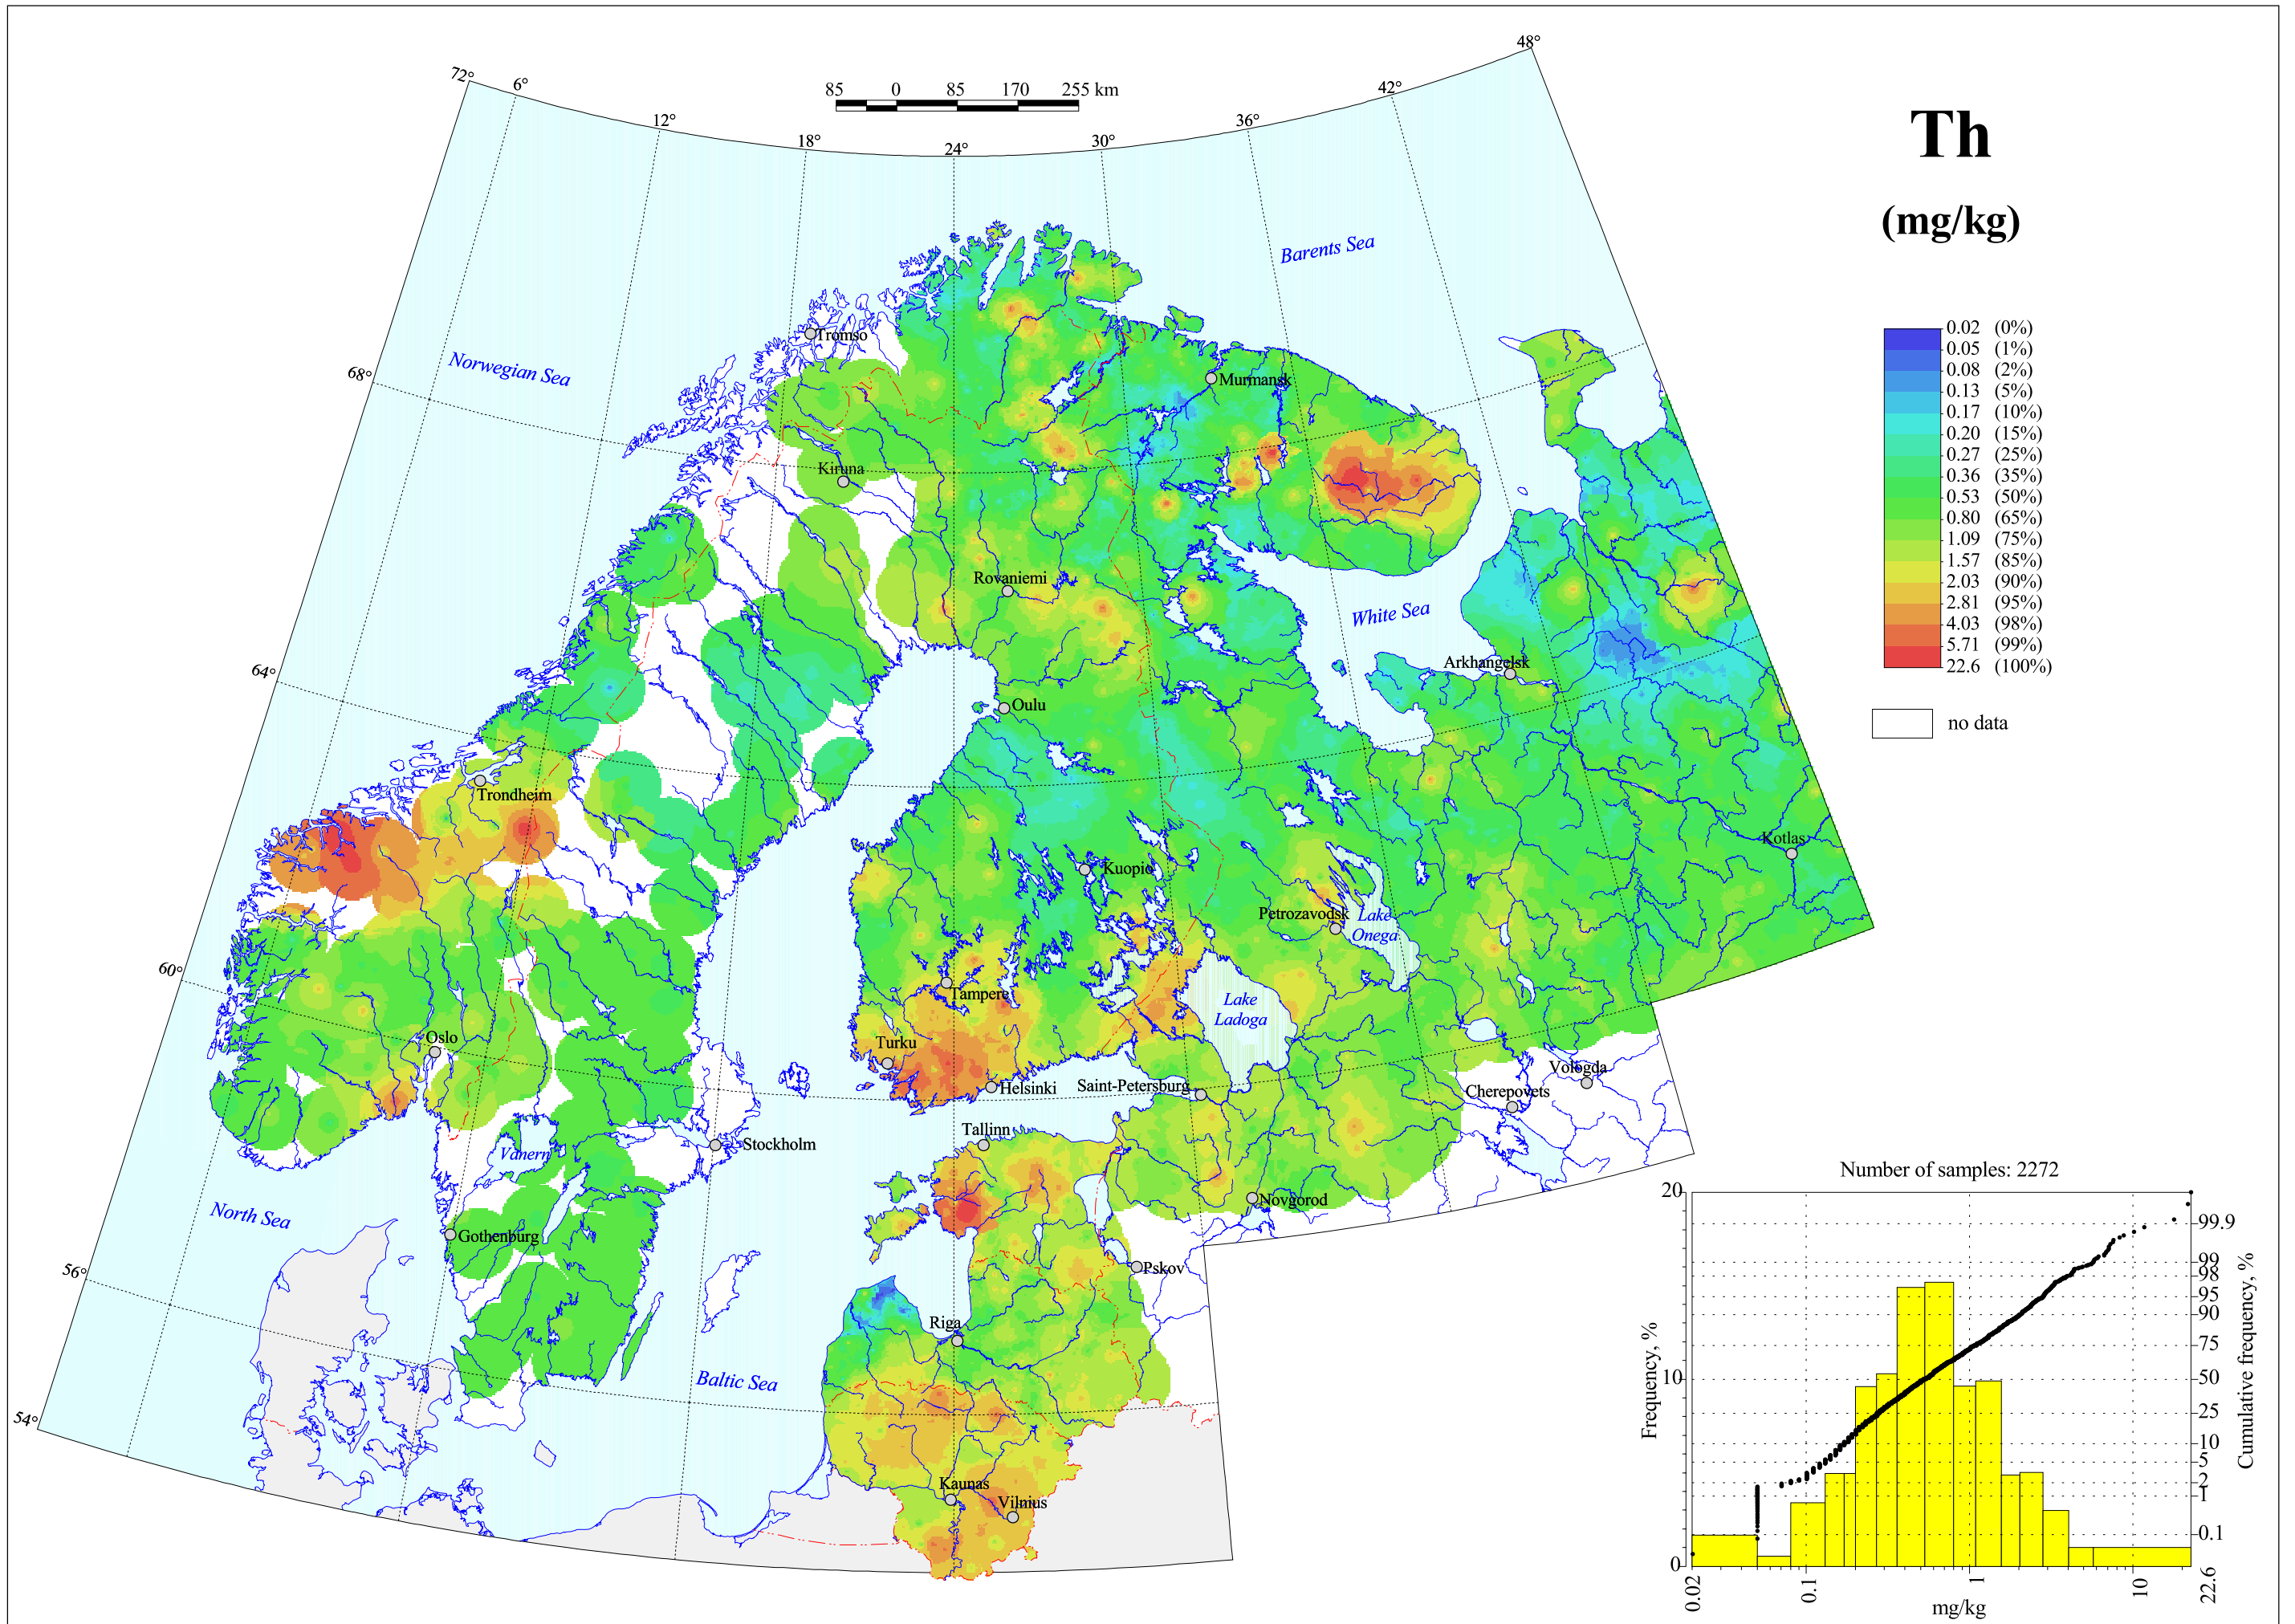 72°
6°
12°
18°
24°
30°
36°
42°
48°
68°
64°
60°
56°
54°
85 0 85 170 255 km
Th
(mg/kg)
0.02 (0%)
0.05 (1%)
0.08 (2%)
0.13 (5%)
0.17 (10%)
0.20 (15%)
0.27 (25%)
0.36 (35%)
0.53 (50%)
0.80 (65%)
1.09 (75%)
1.57 (85%)
2.03 (90%)
2.81 (95%)
4.03 (98%)
5.71 (99%)
22.6 (100%)
no data
Barents Sea
Norwegian Sea
Tromso
Murmansk
Kiruna
Rovaniemi
White Sea
Arkhangelsk
Oulu
Trondheim
Kotlas
Kuopio
Petrozavodsk
Lake
Onega
Tampere
Lake
Ladoga
Oslo
Turku
Helsinki
Saint-Petersburg
Vologda
Cherepovets
Tallinn
Stockholm
Vanern
Novgorod
North Sea
Gothenburg
Pskov
Riga
Baltic Sea
Kaunas
Vilnius
Number of samples: 2272
Frequency, %
20
10
0
Cumulative frequency, %
99.9
99
98
95
90
75
50
25
10
5
2
1
0.1
0.02
0.1
1
10
22.6
mg/kg